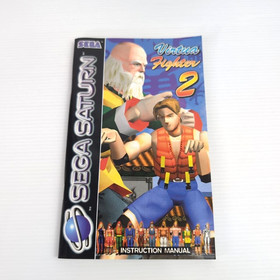 SEGA
Virtua
Fighter
2
SEGA SATURN
INSTRUCTION MANUAL